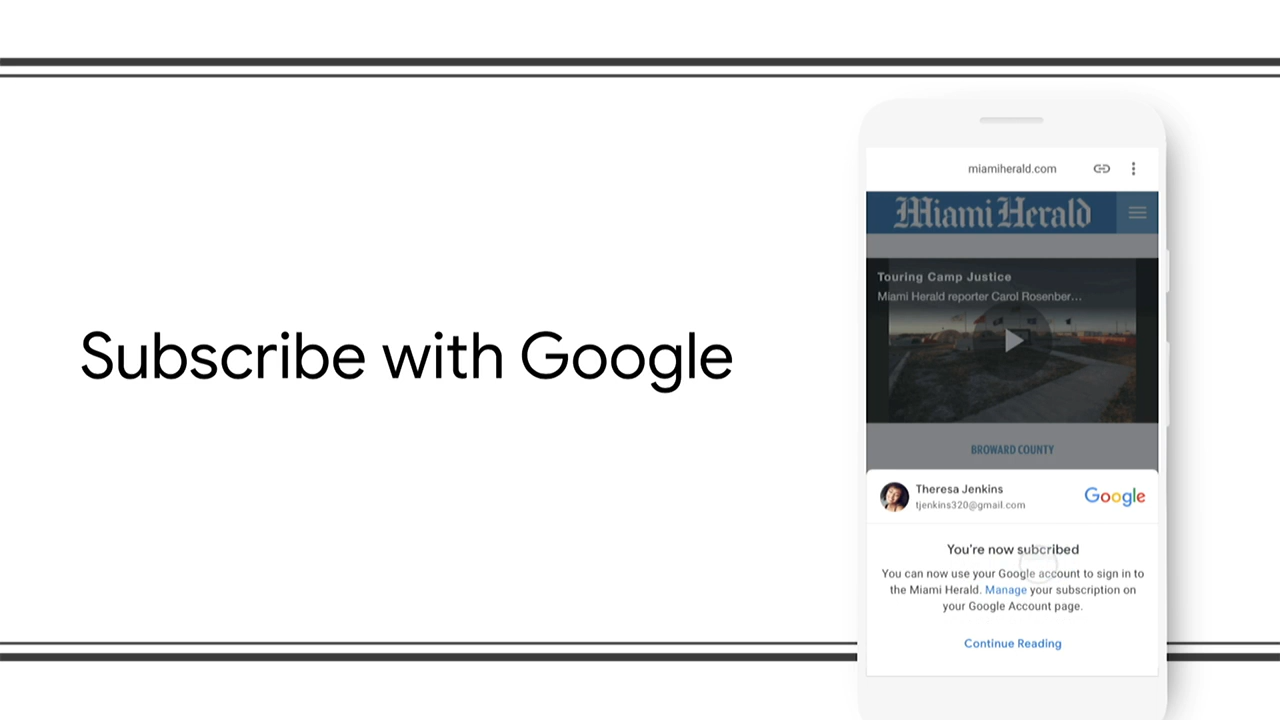 Subscribe with Google
miamiherald.com
Miami Herald
Touring Camp Justice
Miami Herald reporter Carol Rosenber...
BROWARD COUNTY
Theresa Jenkins
tjenkins320@gmail.com
Google
You're now subcribed
You can now use your Google account to sign in to
the Miami Herald. Manage your subscription on
your Google Account page.
Continue Reading